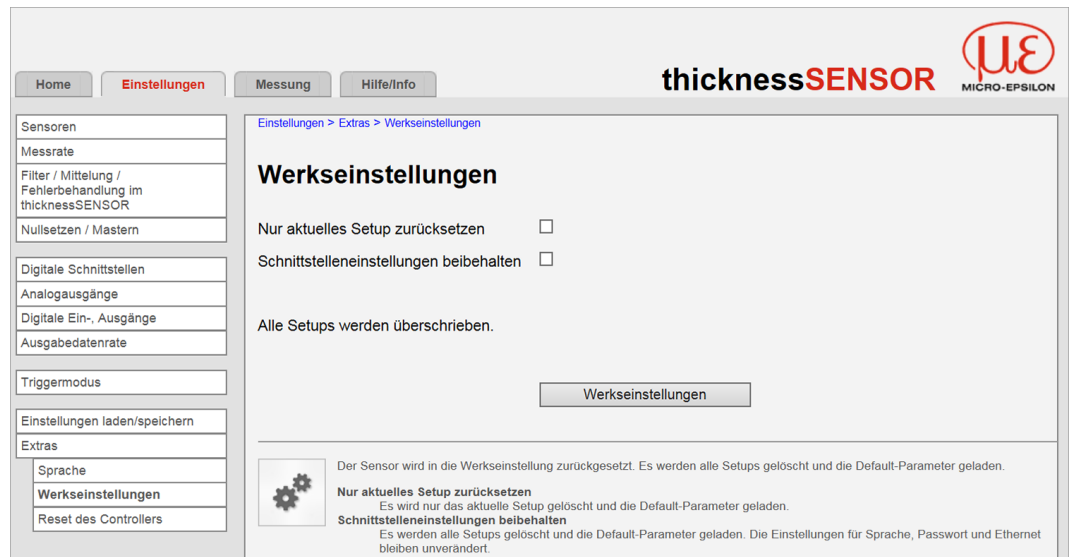 Home
Einstellungen
Messung
Hilfe/Info
thicknessSENSOR
µε
MICRO-EPSILON
Sensoren
Messrate
Filter / Mittelung /
Fehlerbehandlung im
thicknessSENSOR
Nullsetzen / Mastern
Digitale Schnittstellen
Analogausgänge
Digitale Ein-, Ausgänge
Ausgabedatenrate
Triggermodus
Einstellungen laden/speichern
Extras
Sprache
Werkseinstellungen
Reset des Controllers
Einstellungen > Extras > Werkseinstellungen
Werkseinstellungen
Nur aktuelles Setup zurücksetzen
Schnittstelleneinstellungen beibehalten
Alle Setups werden überschrieben.
Werkseinstellungen
Der Sensor wird in die Werkseinstellung zurückgesetzt. Es werden alle Setups gelöscht und die Default-Parameter geladen.
Nur aktuelles Setup zurücksetzen
Es wird nur das aktuelle Setup gelöscht und die Default-Parameter geladen.
Schnittstelleneinstellungen beibehalten
Es werden alle Setups gelöscht und die Default-Parameter geladen. Die Einstellungen für Sprache, Passwort und Ethernet
bleiben unverändert.